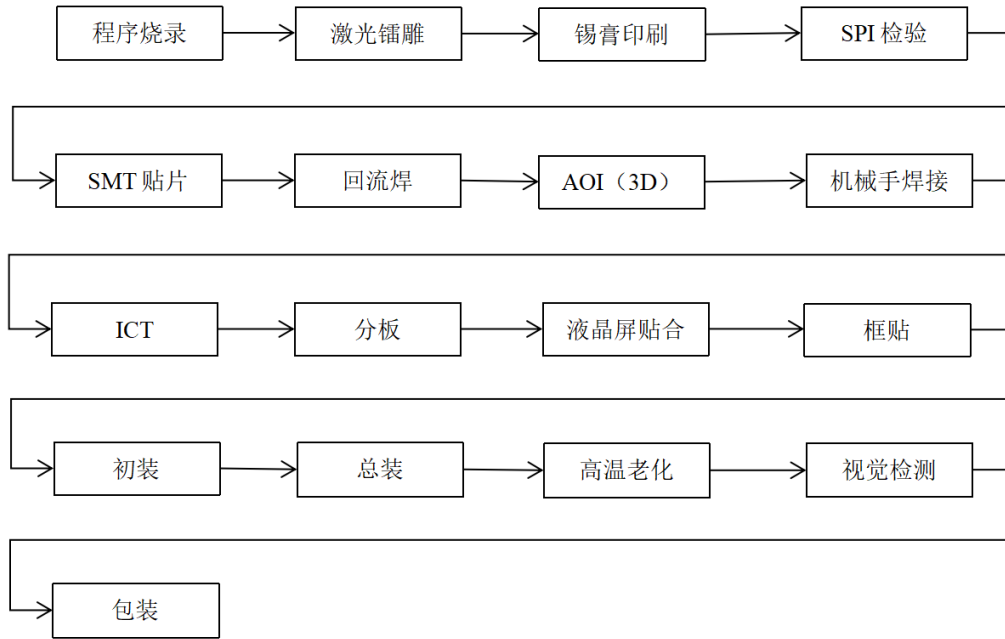 程序烧录
激光镭雕
锡膏印刷
SPI 检验
SMT 贴片
回流焊
AOI（3D）
机械手焊接
ICT
分板
液晶屏贴合
框贴
初装
总装
高温老化
视觉检测
包装